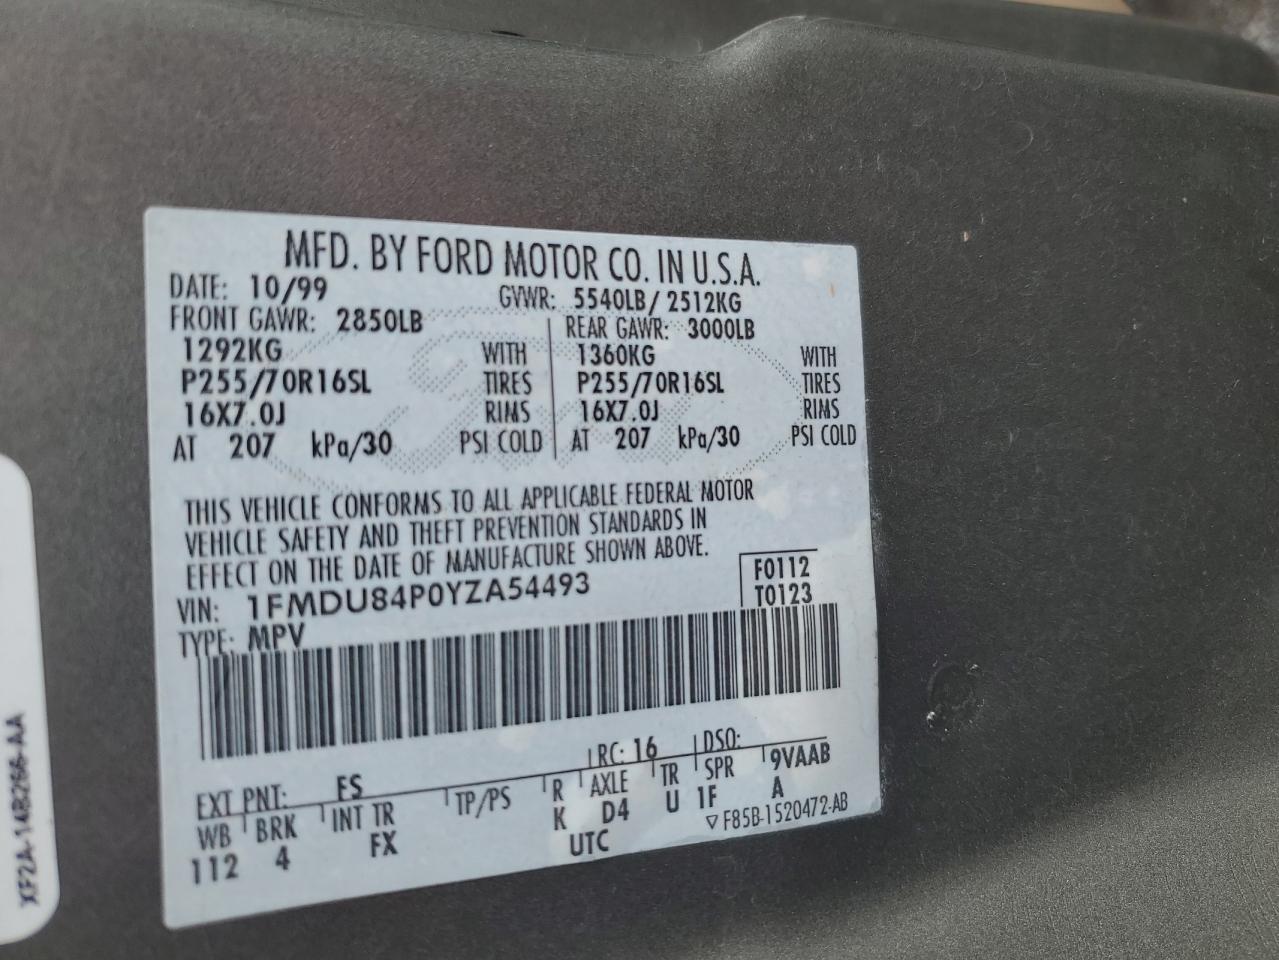 MFD. BY FORD MOTOR CO. IN U.S.A.
DATE: 10/99 GVWR: 5540LB/ 2512KG
FRONT GAWR: 2850LB REAR GAWR: 3000LB
1292KG WITH 1360KG WITH
P255/70R16SL TIRES P255/70R16SL TIRES
16X7.0J RIMS 16X7.0J RIMS
AT 207 kPa/30 PSI COLD AT 207 kPa/30 PSI COLD
THIS VEHICLE CONFORMS TO ALL APPLICABLE FEDERAL MOTOR
VEHICLE SAFETY AND THEFT PREVENTION STANDARDS IN
EFFECT ON THE DATE OF MANUFACTURE SHOWN ABOVE.
VIN: 1FMDU84P0YZA54493 F0112
TYPE: MPV T0123
EXT PNT: FS RC: 16 DSO:
WB BRK INT TR TP/PS R AXLE TR SPR 9VAAB
112 4 FX K D4 U 1F A
UTC ▽F85B-1520472-AB
XF2A-14B266-AA